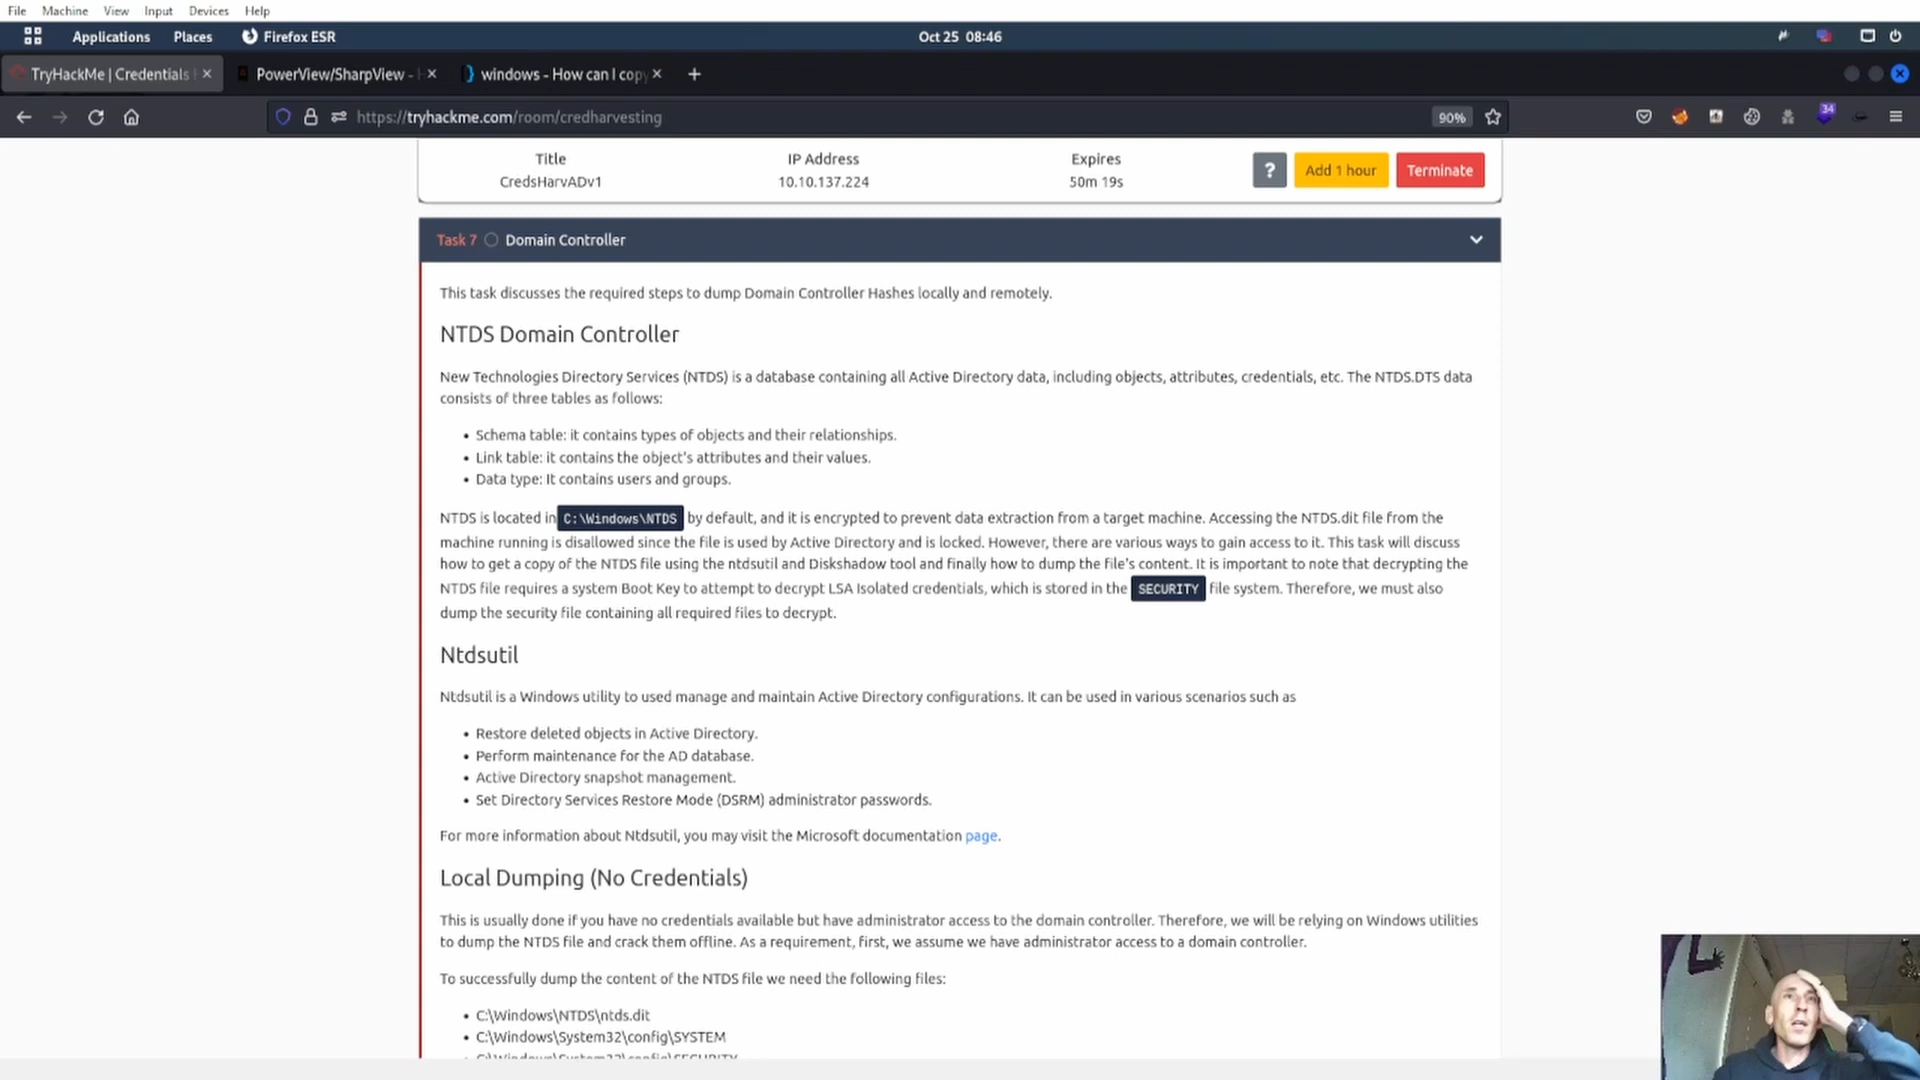 File Machine View Input Devices Help
Applications Places Firefox ESR Oct 25 08:46
TryHackMe | Credentials PowerView/SharpView - windows - How can I copy
https://tryhackme.com/room/credharvesting 90% 34
Title IP Address Expires
CredsHarvADv1 10.10.137.224 50m 19s ? Add 1 hour Terminate
Task 7 Domain Controller
This task discusses the required steps to dump Domain Controller Hashes locally and remotely.
NTDS Domain Controller
New Technologies Directory Services (NTDS) is a database containing all Active Directory data, including objects, attributes, credentials, etc. The NTDS.DTS data
consists of three tables as follows:
• Schema table: it contains types of objects and their relationships.
• Link table: it contains the object's attributes and their values.
• Data type: It contains users and groups.
NTDS is located in C:\Windows\NTDS by default, and it is encrypted to prevent data extraction from a target machine. Accessing the NTDS.dit file from the
machine running is disallowed since the file is used by Active Directory and is locked. However, there are various ways to gain access to it. This task will discuss
how to get a copy of the NTDS file using the ntdsutil and Diskshadow tool and finally how to dump the file's content. It is important to note that decrypting the
NTDS file requires a system Boot Key to attempt to decrypt LSA Isolated credentials, which is stored in the SECURITY file system. Therefore, we must also
dump the security file containing all required files to decrypt.
Ntdsutil
Ntdsutil is a Windows utility to used manage and maintain Active Directory configurations. It can be used in various scenarios such as
• Restore deleted objects in Active Directory.
• Perform maintenance for the AD database.
• Active Directory snapshot management.
• Set Directory Services Restore Mode (DSRM) administrator passwords.
For more information about Ntdsutil, you may visit the Microsoft documentation page.
Local Dumping (No Credentials)
This is usually done if you have no credentials available but have administrator access to the domain controller. Therefore, we will be relying on Windows utilities
to dump the NTDS file and crack them offline. As a requirement, first, we assume we have administrator access to a domain controller.
To successfully dump the content of the NTDS file we need the following files:
• C:\Windows\NTDS\ntds.dit
• C:\Windows\System32\config\SYSTEM
• C:\Windows\System32\config\SECURITY